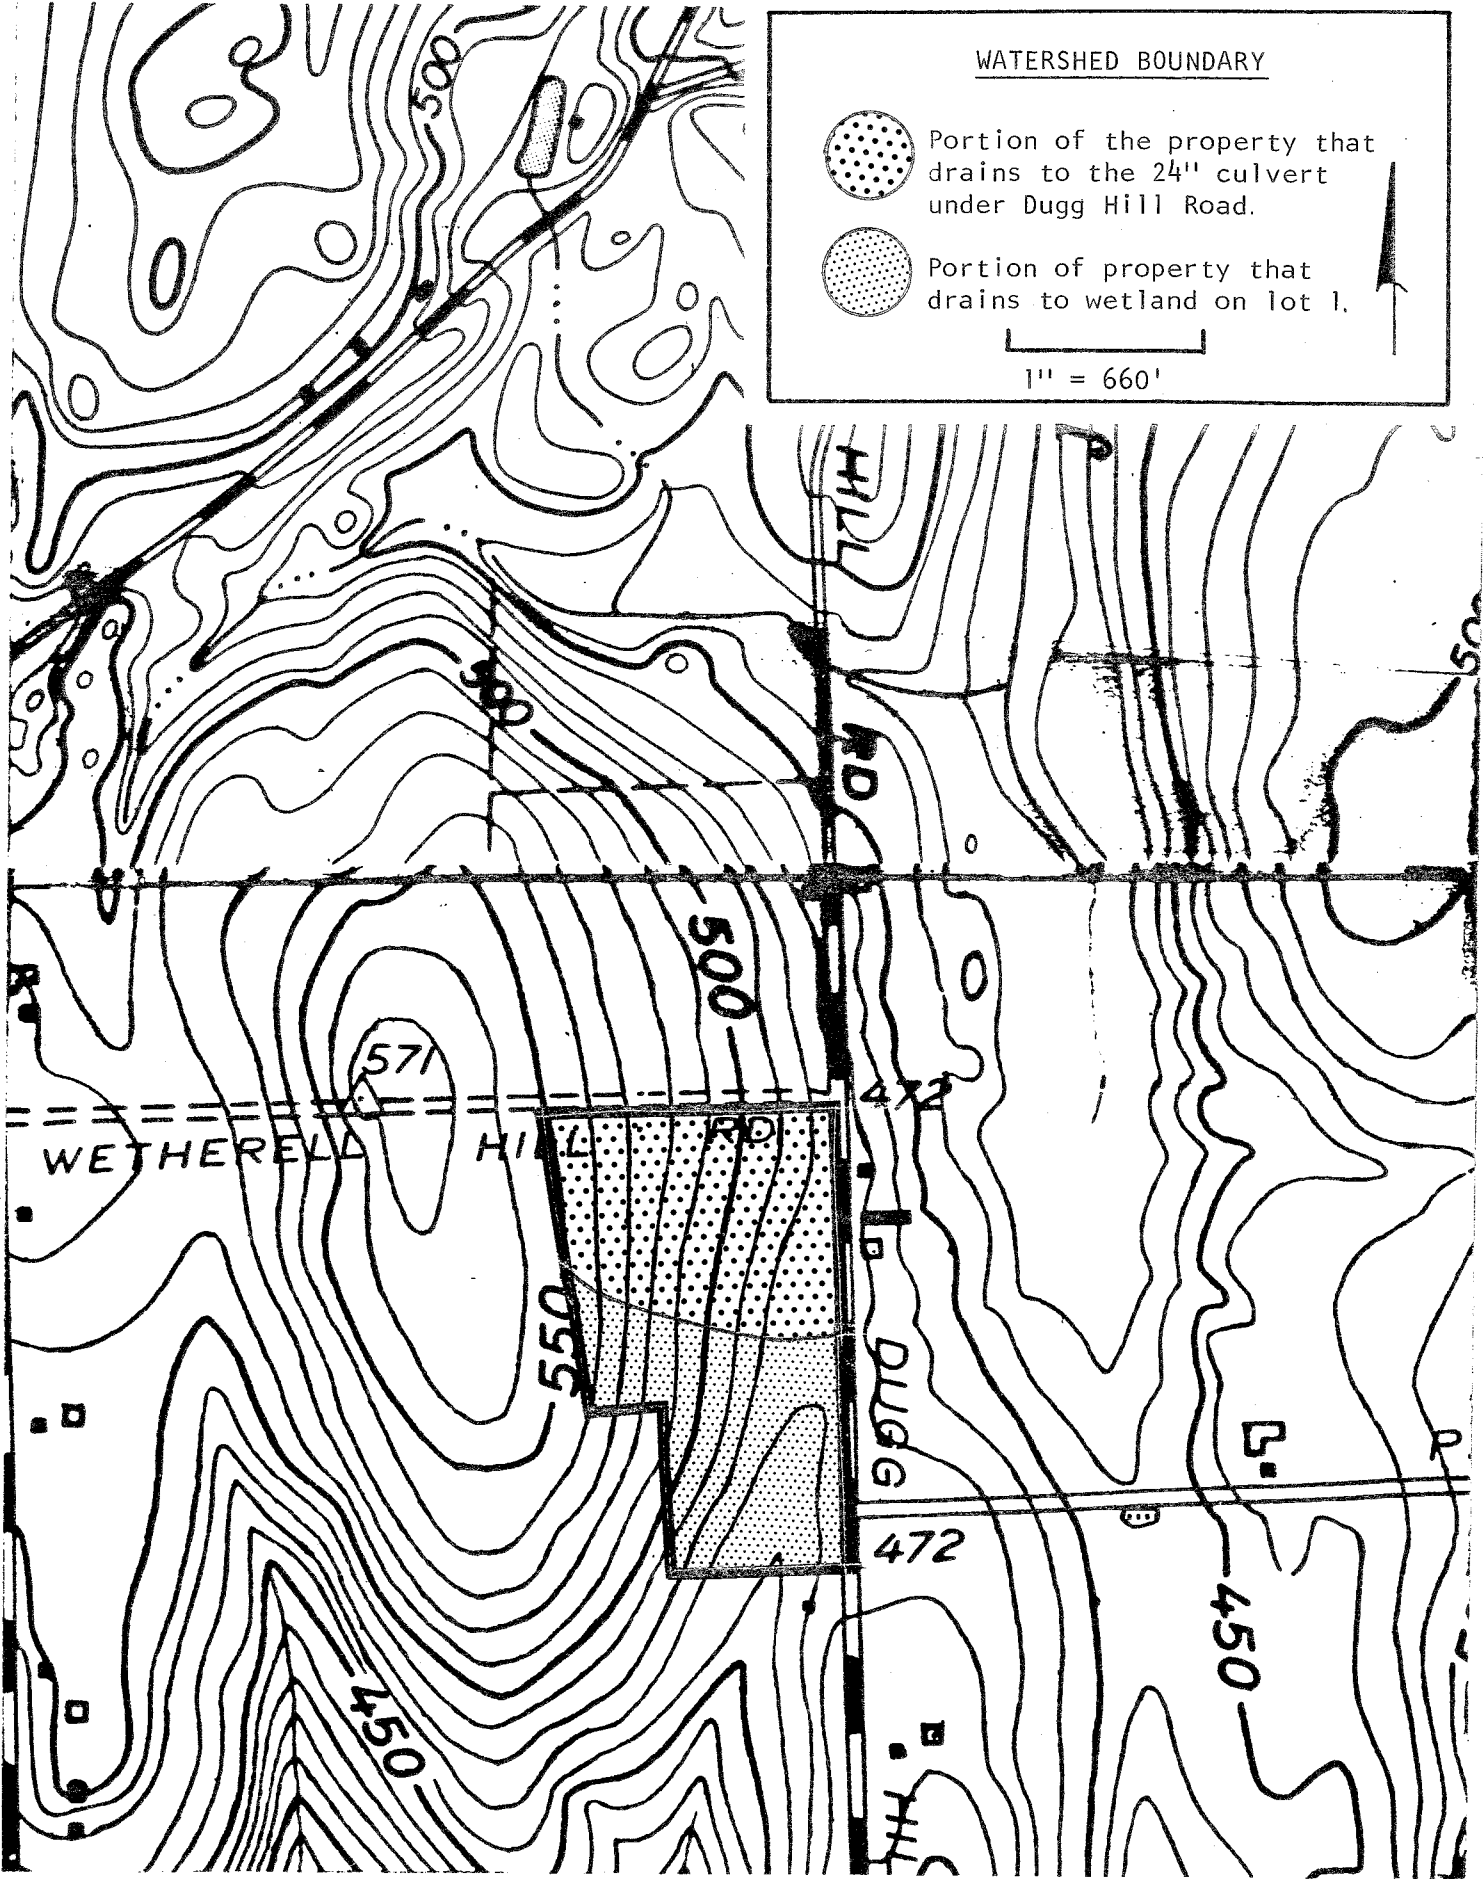 WATERSHED BOUNDARY
Portion of the property that
drains to the 24" culvert
under Dugg Hill Road.
Portion of property that
drains to wetland on lot 1.
1" = 660'
500
HILL
50
500
RD
500
571
472
WETHERELL HILL RD
550
DUGG
P
472
450
450
HIL